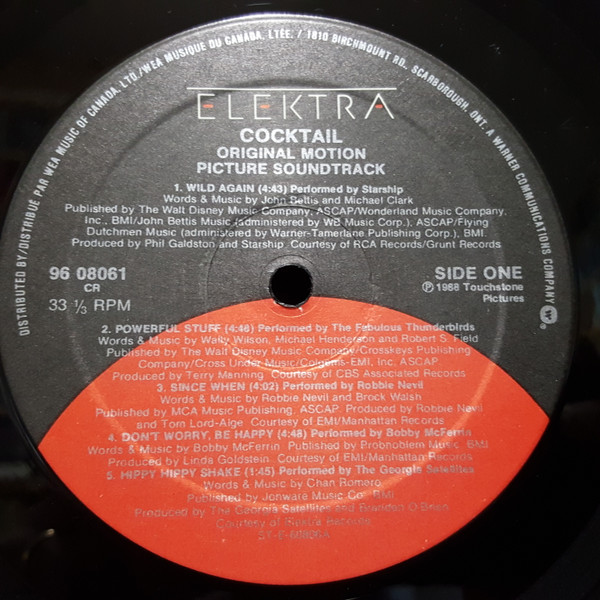 DISTRIBUTED BY/DISTRIBUÉ PAR WEA MUSIC OF CANADA, LTD./WEA MUSIQUE DU CANADA, LTÉE. / 1810 BIRCHMOUNT RD., SCARBOROUGH, ONT. A WARNER COMMUNICATIONS COMPANY
ELEKTRA
COCKTAIL
ORIGINAL MOTION
PICTURE SOUNDTRACK
1. WILD AGAIN (4:43) Performed by Starship
Words & Music by John Bettis and Michael Clark
Published by The Walt Disney Music Company, ASCAP/Wonderland Music Company,
Inc., BMI/John Bettis Music (administered by WB Music Corp.), ASCAP/Flying
Dutchmen Music (administered by Warner-Tamerlane Publishing Corp.), BMI.
Produced by Phil Galdston and Starship. Courtesy of RCA Records/Grunt Records
96 08061
CR
33 ⅓ RPM
SIDE ONE
℗ 1988 Touchstone
Pictures
2. POWERFUL STUFF (4:48) Performed by The Fabulous Thunderbirds
Words & Music by Wally Wilson, Michael Henderson and Robert S. Field
Published by The Walt Disney Music Company/Crosskeys Publishing
Company/Cross Under Music/Colgems-EMI, Inc. ASCAP.
Produced by Terry Manning. Courtesy of CBS Associated Records
3. SINCE WHEN (4:02) Performed by Robbie Nevil
Words & Music by Robbie Nevil and Brock Walsh
Published by MCA Music Publishing, ASCAP. Produced by Robbie Nevil
and Tom Lord-Alge. Courtesy of EMI/Manhattan Records
4. DON'T WORRY, BE HAPPY (4:48) Performed by Bobby McFerrin
Words & Music by Bobby McFerrin. Published by Probnoblem Music. BMI
Produced by Linda Goldstein. Courtesy of EMI/Manhattan Records
5. HIPPY HIPPY SHAKE (1:45) Performed by The Georgia Satellites
Words & Music by Chan Romero
Published by Jonware Music Co. BMI
Produced by The Georgia Satellites and Brendan O'Brien
Courtesy of Elektra Records